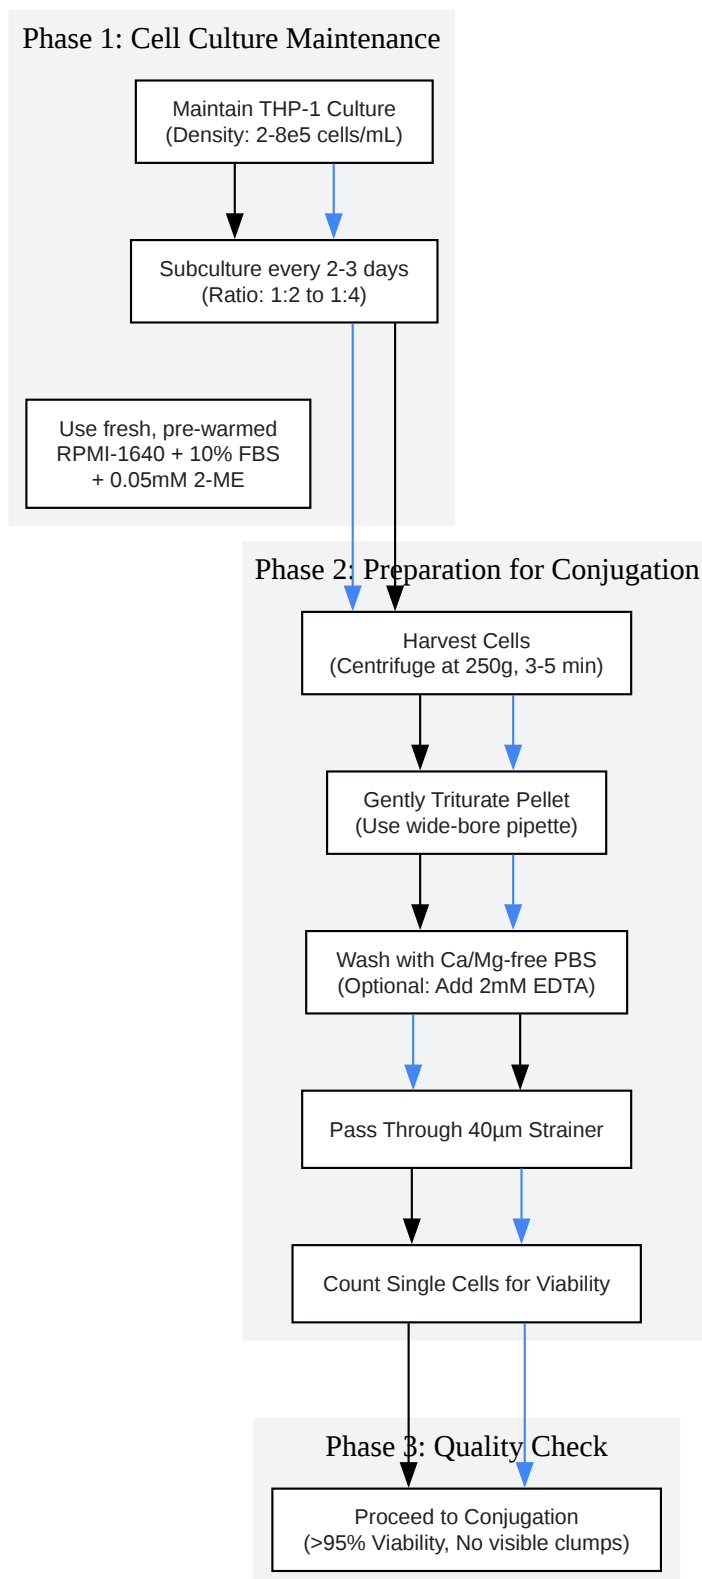 Phase 1: Cell Culture Maintenance
Maintain THP-1 Culture
(Density: 2-8e5 cells/mL)
Subculture every 2-3 days
(Ratio: 1:2 to 1:4)
Use fresh, pre-warmed
RPMI-1640 + 10% FBS
+ 0.05mM 2-ME
Phase 2: Preparation for Conjugation
Harvest Cells
(Centrifuge at 250g, 3-5 min)
Gently Triturate Pellet
(Use wide-bore pipette)
Wash with Ca/Mg-free PBS
(Optional: Add 2mM EDTA)
Pass Through 40µm Strainer
Count Single Cells for Viability
Phase 3: Quality Check
Proceed to Conjugation
(>95% Viability, No visible clumps)